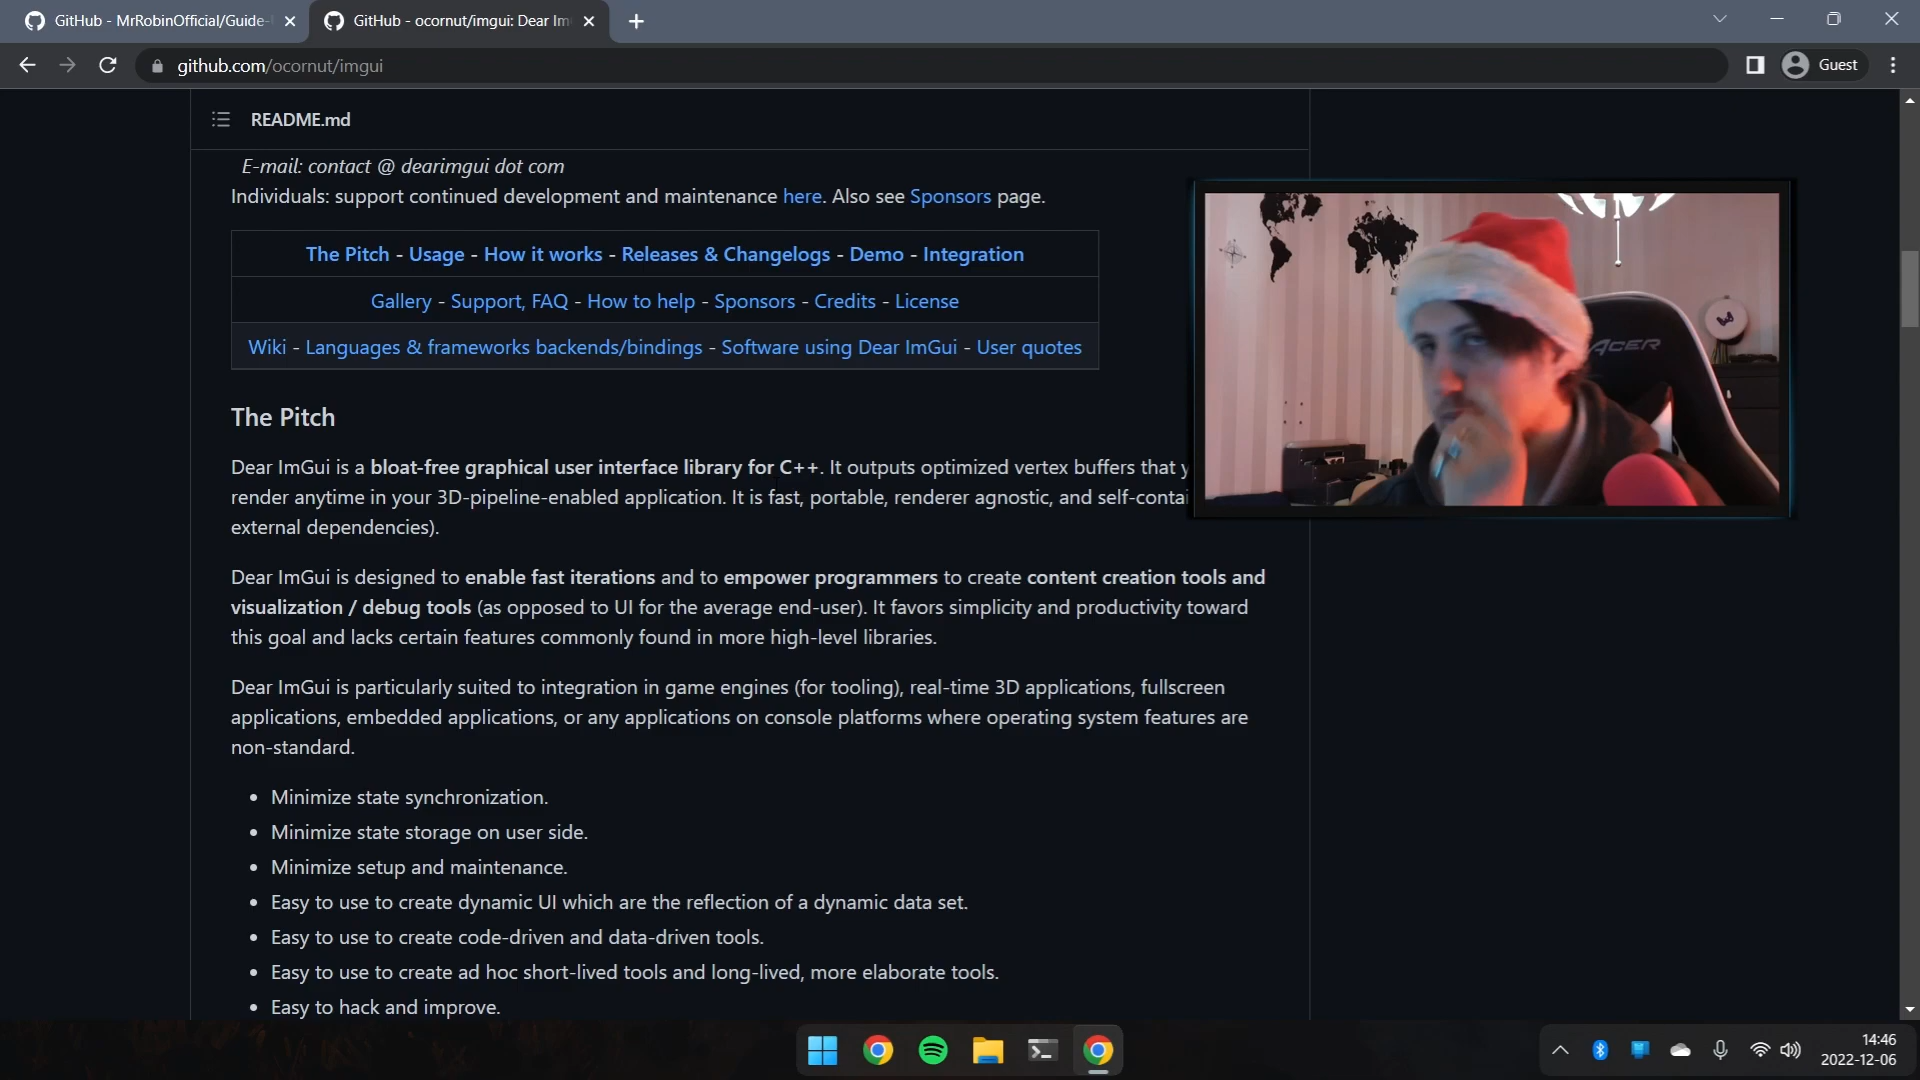 GitHub - MrRobinOfficial/Guide-
GitHub - ocornut/imgui: Dear Im
github.com/ocornut/imgui
Guest
README.md
E-mail: contact @ dearimgui dot com
Individuals: support continued development and maintenance here. Also see Sponsors page.
The Pitch - Usage - How it works - Releases & Changelogs - Demo - Integration
Gallery - Support, FAQ - How to help - Sponsors - Credits - License
Wiki - Languages & frameworks backends/bindings - Software using Dear ImGui - User quotes
The Pitch
Dear ImGui is a bloat-free graphical user interface library for C++. It outputs optimized vertex buffers that y
render anytime in your 3D-pipeline-enabled application. It is fast, portable, renderer agnostic, and self-contai
external dependencies).
Dear ImGui is designed to enable fast iterations and to empower programmers to create content creation tools and
visualization / debug tools (as opposed to UI for the average end-user). It favors simplicity and productivity toward
this goal and lacks certain features commonly found in more high-level libraries.
Dear ImGui is particularly suited to integration in game engines (for tooling), real-time 3D applications, fullscreen
applications, embedded applications, or any applications on console platforms where operating system features are
non-standard.
• Minimize state synchronization.
• Minimize state storage on user side.
• Minimize setup and maintenance.
• Easy to use to create dynamic UI which are the reflection of a dynamic data set.
• Easy to use to create code-driven and data-driven tools.
• Easy to use to create ad hoc short-lived tools and long-lived, more elaborate tools.
• Easy to hack and improve.
ACER
14:46
2022-12-06